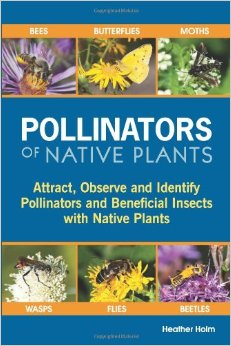 BEES BUTTERFLIES MOTHS
POLLINATORS
OF NATIVE PLANTS
Attract, Observe and Identify
Pollinators and Beneficial Insects
with Native Plants
WASPS FLIES BEETLES
Heather Holm